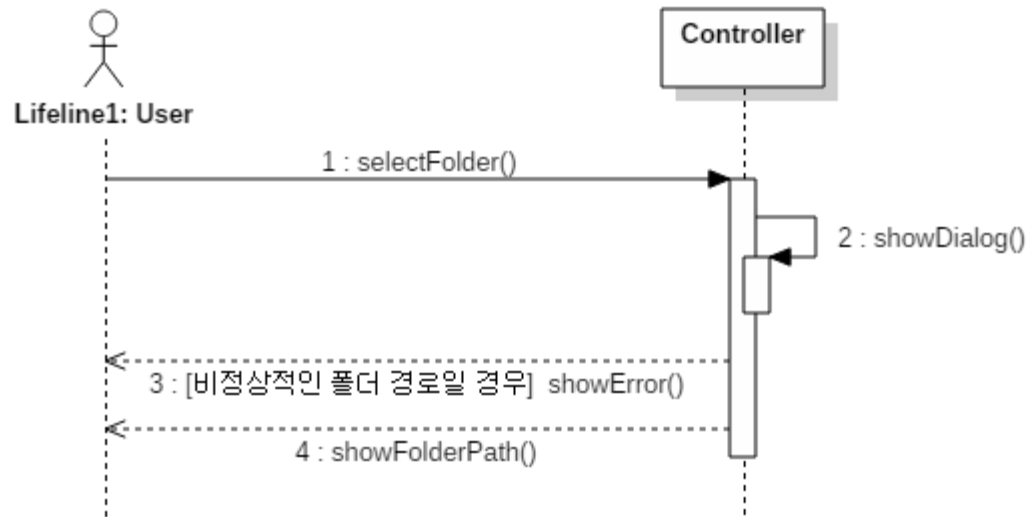 Controller
Lifeline1: User
1 : selectFolder()
2 : showDialog()
3 : [비정상적인 폴더 경로일 경우] showError()
4 : showFolderPath()